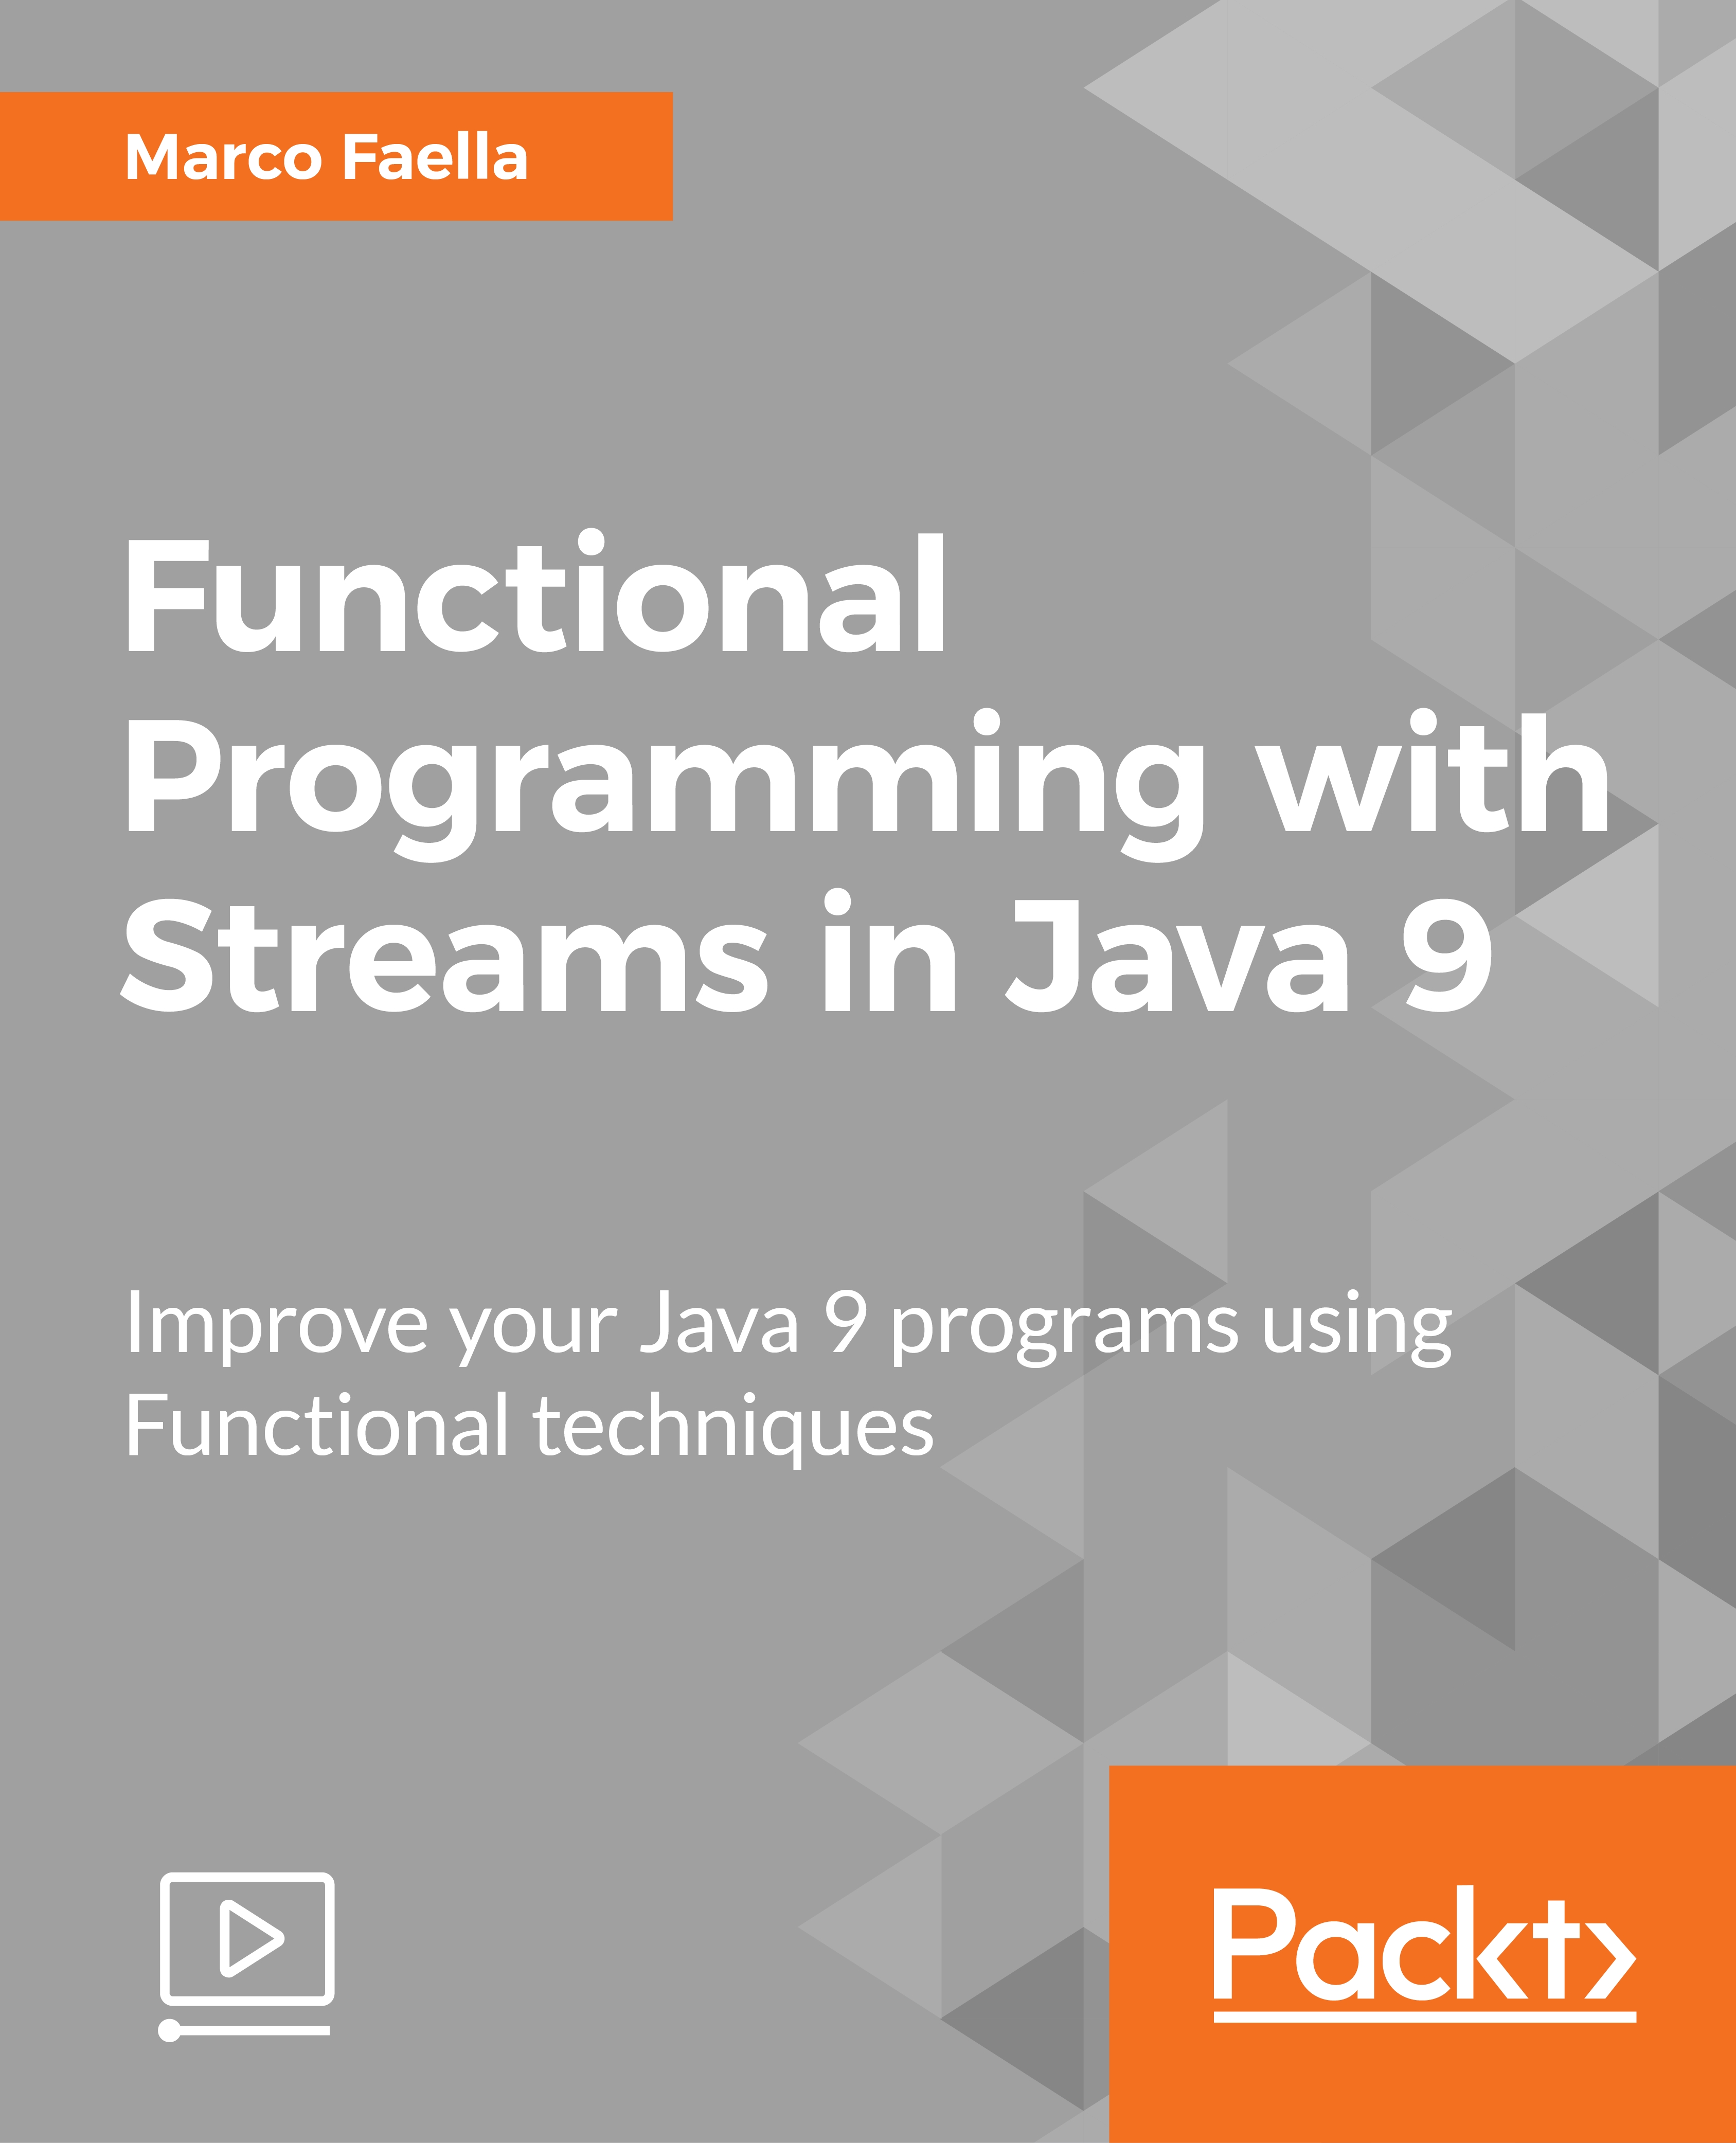 Marco Faella
Functional
Programming with
Streams in Java 9
Improve your Java 9 programs using
Functional techniques
Packt>